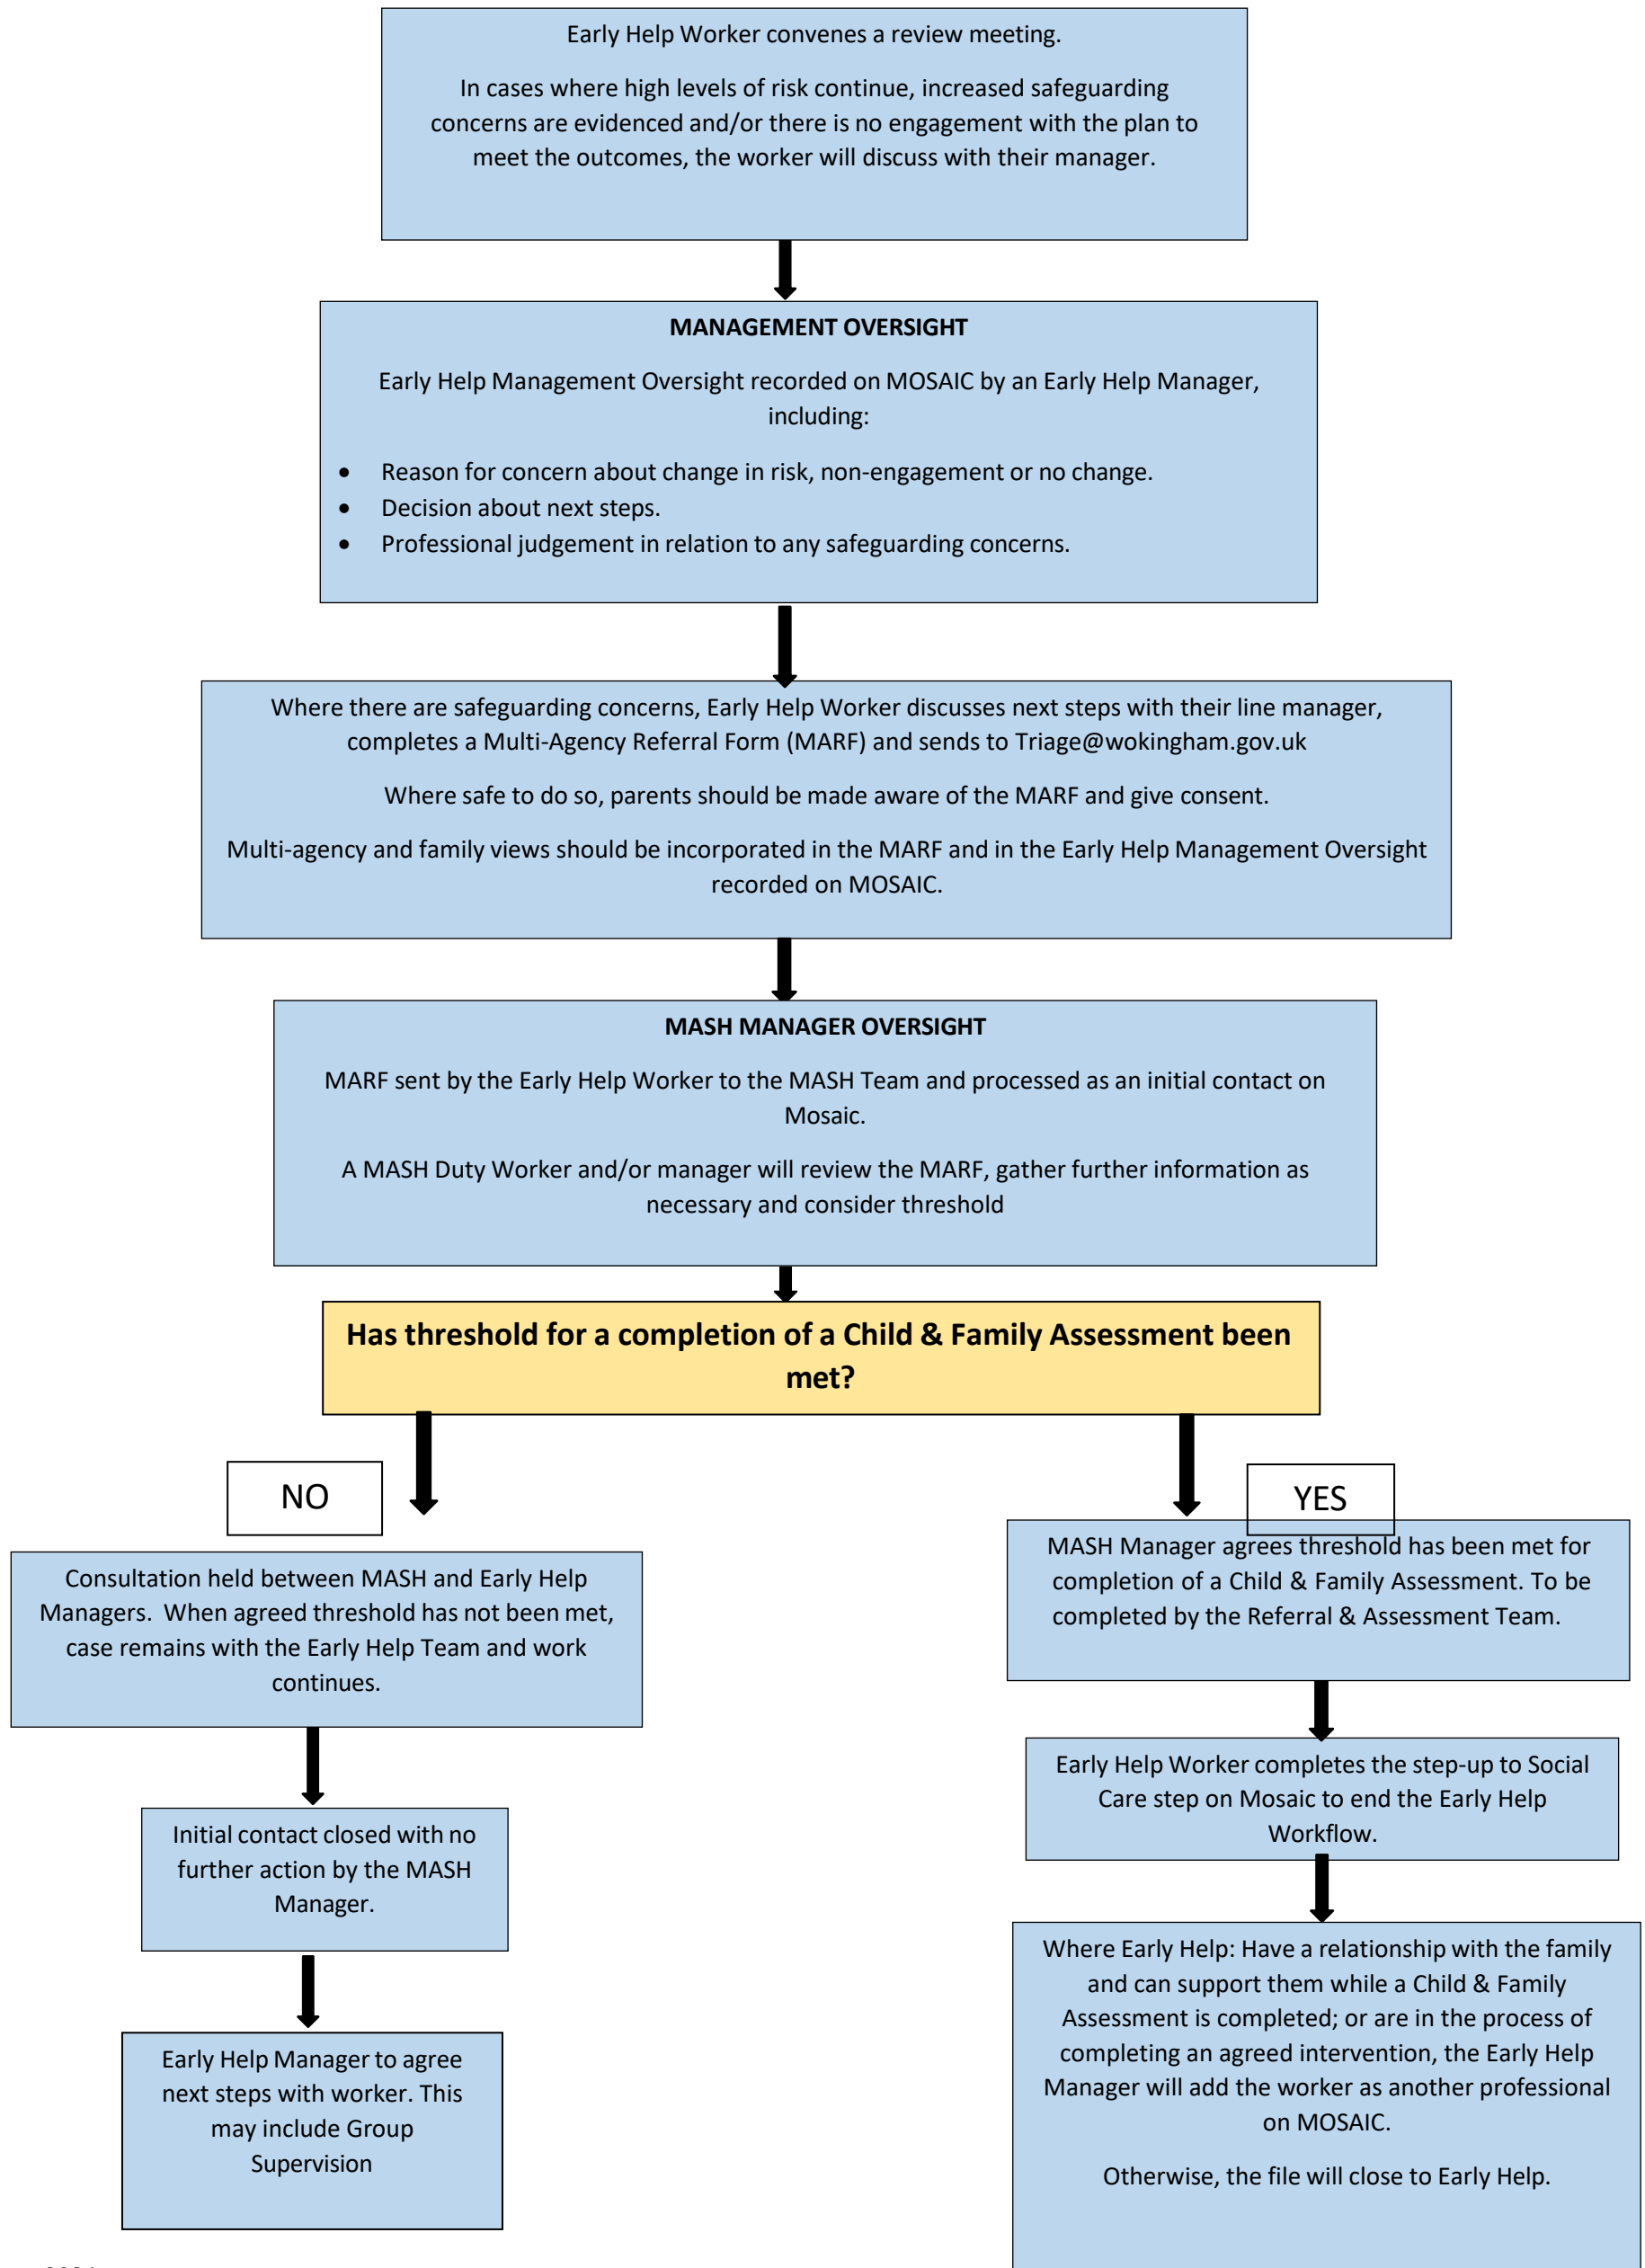 Early Help Worker convenes a review meeting.
In cases where high levels of risk continue, increased safeguarding
concerns are evidenced and/or there is no engagement with the plan to
meet the outcomes, the worker will discuss with their manager.
MANAGEMENT OVERSIGHT
Early Help Management Oversight recorded on MOSAIC by an Early Help Manager,
including:
• Reason for concern about change in risk, non-engagement or no change.
• Decision about next steps.
• Professional judgement in relation to any safeguarding concerns.
Where there are safeguarding concerns, Early Help Worker discusses next steps with their line manager,
completes a Multi-Agency Referral Form (MARF) and sends to Triage@wokingham.gov.uk
Where safe to do so, parents should be made aware of the MARF and give consent.
Multi-agency and family views should be incorporated in the MARF and in the Early Help Management Oversight
recorded on MOSAIC.
MASH MANAGER OVERSIGHT
MARF sent by the Early Help Worker to the MASH Team and processed as an initial contact on
Mosaic.
A MASH Duty Worker and/or manager will review the MARF, gather further information as
necessary and consider threshold
Has threshold for a completion of a Child & Family Assessment been
met?
NO
Consultation held between MASH and Early Help
Managers. When agreed threshold has not been met,
case remains with the Early Help Team and work
continues.
Initial contact closed with no
further action by the MASH
Manager.
Early Help Manager to agree
next steps with worker. This
may include Group
Supervision
YES
MASH Manager agrees threshold has been met for
completion of a Child & Family Assessment. To be
completed by the Referral & Assessment Team.
Early Help Worker completes the step-up to Social
Care step on Mosaic to end the Early Help
Workflow.
Where Early Help: Have a relationship with the family
and can support them while a Child & Family
Assessment is completed; or are in the process of
completing an agreed intervention, the Early Help
Manager will add the worker as another professional
on MOSAIC.
Otherwise, the file will close to Early Help.